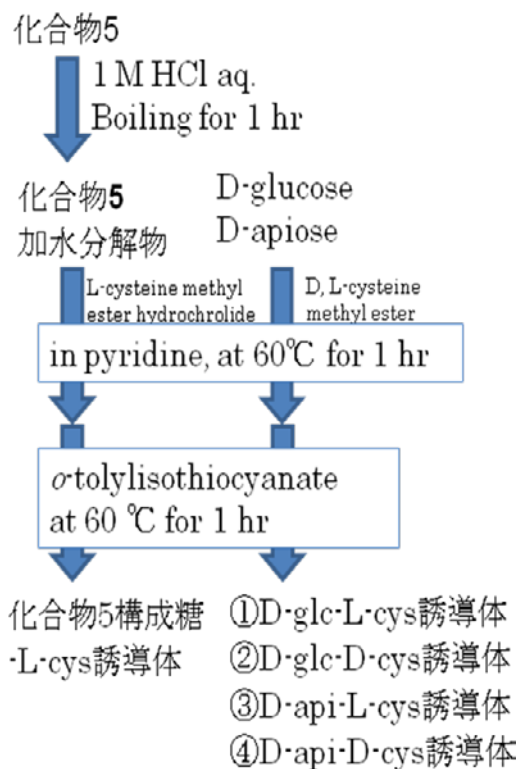 化合物5
1 M HCl aq.
Boiling for 1 hr
化合物5
加水分解物
D-glucose
D-apiose
L-cysteine methyl
ester hydrochrolide
D, L-cysteine
methyl ester
in pyridine, at 60℃ for 1 hr
o-tolylisothiocyanate
at 60 ℃ for 1 hr
化合物5構成糖
-L-cys誘導体
①D-glc-L-cys誘導体
②D-glc-D-cys誘導体
③D-api-L-cys誘導体
④D-api-D-cys誘導体